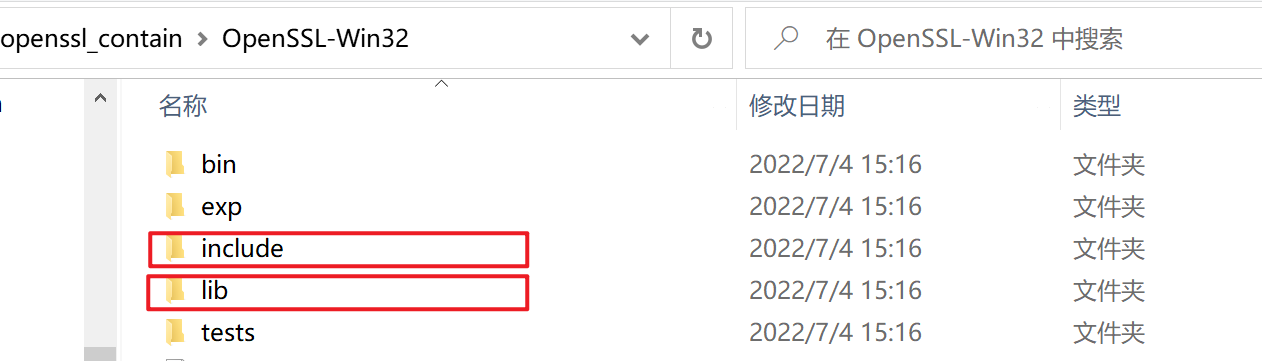 openssl_contain > OpenSSL-Win32
在 OpenSSL-Win32 中搜索
名称 修改日期 类型
bin 2022/7/4 15:16 文件夹
exp 2022/7/4 15:16 文件夹
include 2022/7/4 15:16 文件夹
lib 2022/7/4 15:16 文件夹
tests 2022/7/4 15:16 文件夹